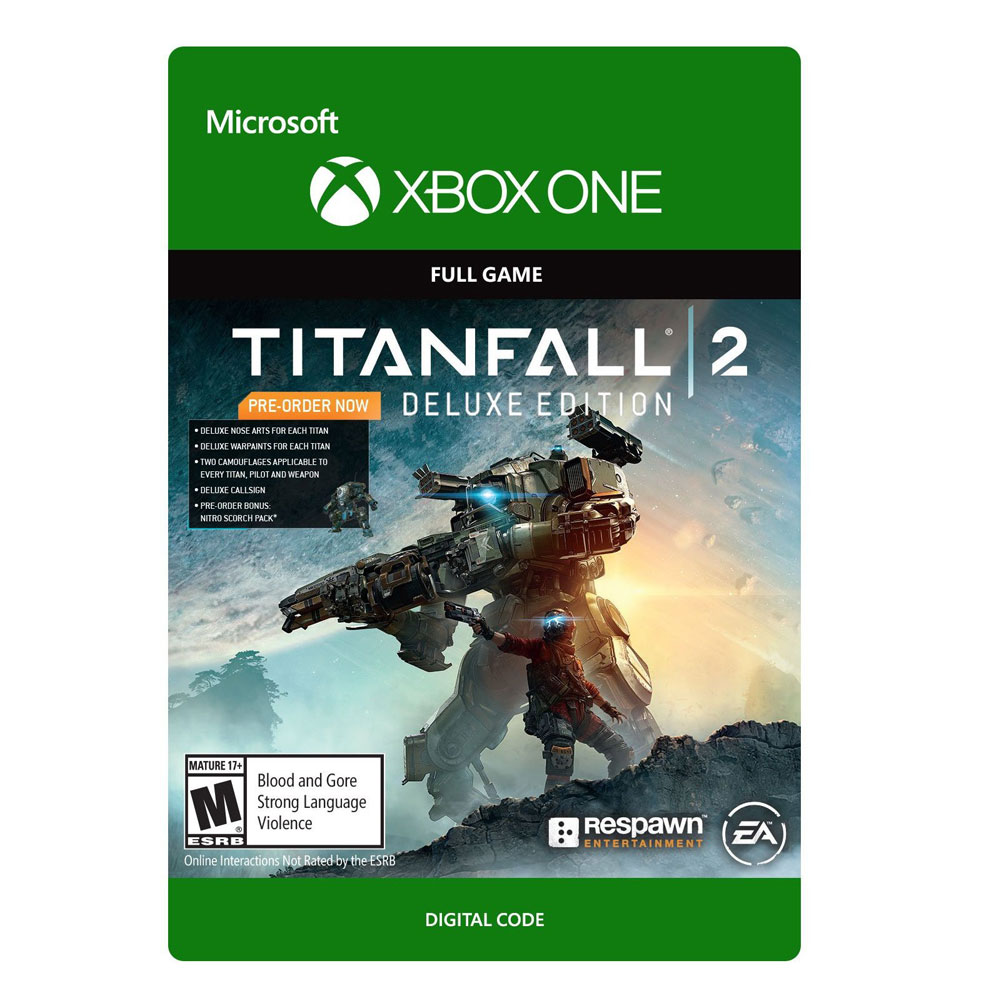 Microsoft
XBOX ONE
FULL GAME
TITANFALL® | 2
PRE-ORDER NOW
DELUXE EDITION
• DELUXE NOSE ARTS FOR EACH TITAN
• DELUXE WARPAINTS FOR EACH TITAN
• TWO CAMOUFLAGES APPLICABLE TO
EVERY TITAN, PILOT AND WEAPON
• DELUXE CALLSIGN
• PRE-ORDER BONUS:
NITRO SCORCH PACK*
MATURE 17+
M
ESRB
®
Blood and Gore
Strong Language
Violence
Online Interactions Not Rated by the ESRB
Respawn™
ENTERTAINMENT
EA™
DIGITAL CODE